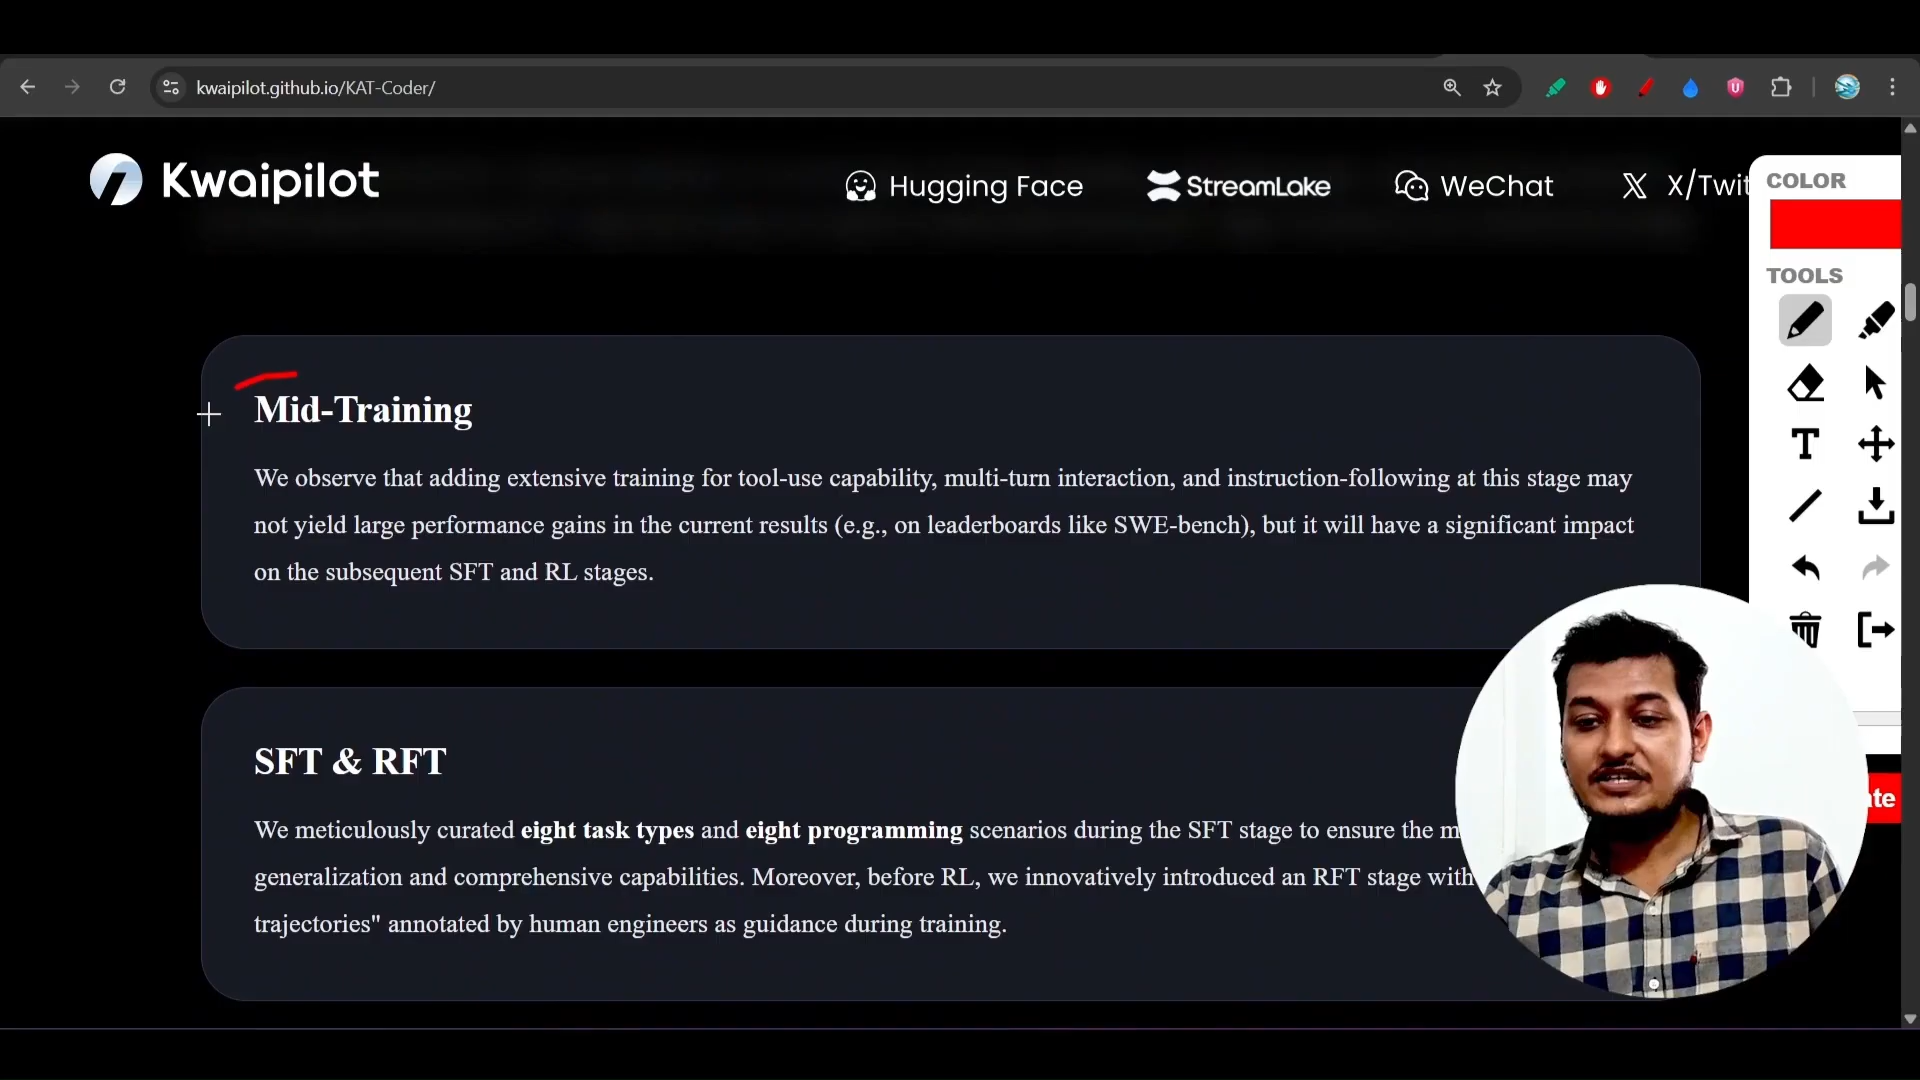 kwaipilot.github.io/KAT-Coder/
Kwaipilot
Hugging Face
StreamLake
WeChat
X/Twit
COLOR
TOOLS
Mid-Training
We observe that adding extensive training for tool-use capability, multi-turn interaction, and instruction-following at this stage may
not yield large performance gains in the current results (e.g., on leaderboards like SWE-bench), but it will have a significant impact
on the subsequent SFT and RL stages.
SFT & RFT
We meticulously curated eight task types and eight programming scenarios during the SFT stage to ensure the m
generalization and comprehensive capabilities. Moreover, before RL, we innovatively introduced an RFT stage with
trajectories" annotated by human engineers as guidance during training.
ate